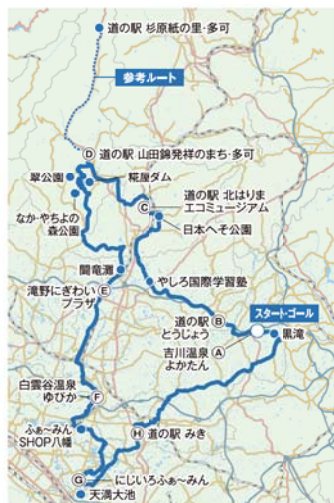 道の駅 杉原紙の里・多可
参考ルート
D 道の駅 山田錦発祥のまち・多可
翠公園
糀屋ダム
道の駅 北はりま
エコミュージアム
C
なか・やちよの
森公園
日本へそ公園
闘竜灘
滝野にぎわい
プラザ
E
やしろ国際学習塾
スタート・ゴール
道の駅
とうじょう
B
黒滝
吉川温泉
よかたん
A
白雲谷温泉
ゆぴか
F
ふぁ~みん
SHOP八幡
H 道の駅 みき
G
にじいろふぁ~みん
天満大池